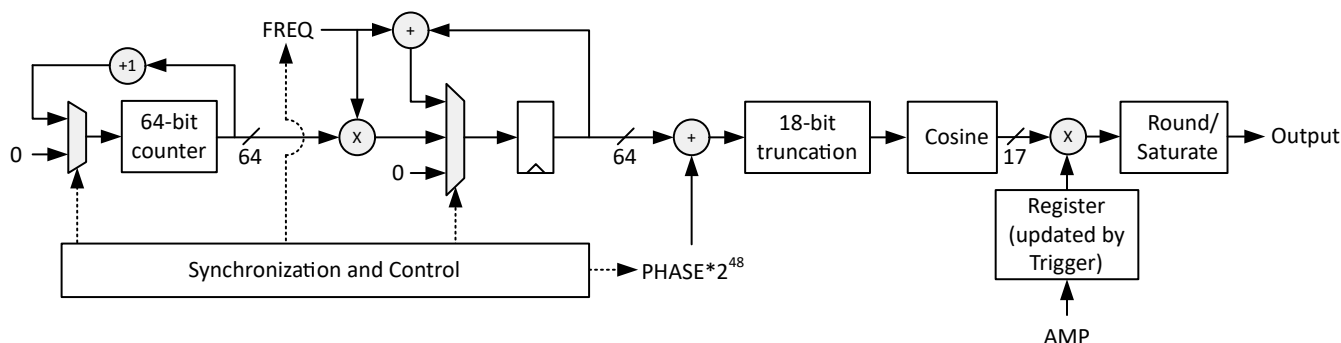 FREQ
+
+1
64-bit
counter
0
64
X
0
64
+
18-bit
truncation
Cosine
17
X
Round/
Saturate
Output
Register
(updated by
Trigger)
AMP
Synchronization and Control
PHASE*2^48